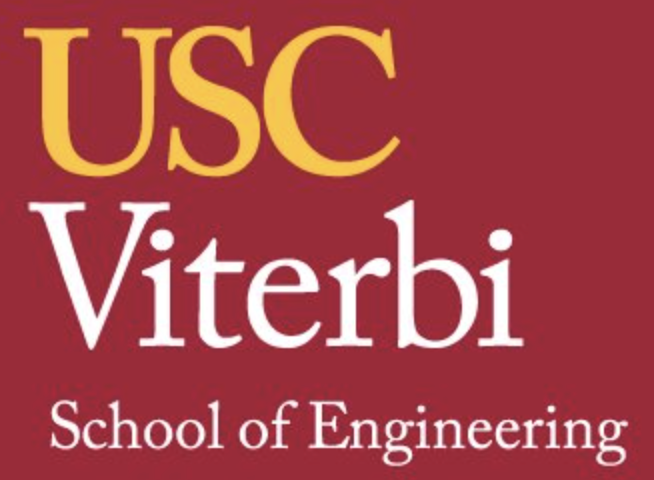 USC
Viterbi
School of Engineering